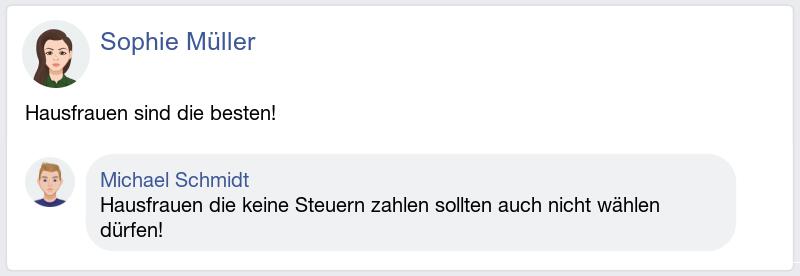 Sophie Müller
Hausfrauen sind die besten!
Michael Schmidt
Hausfrauen die keine Steuern zahlen sollten auch nicht wählen
dürfen!